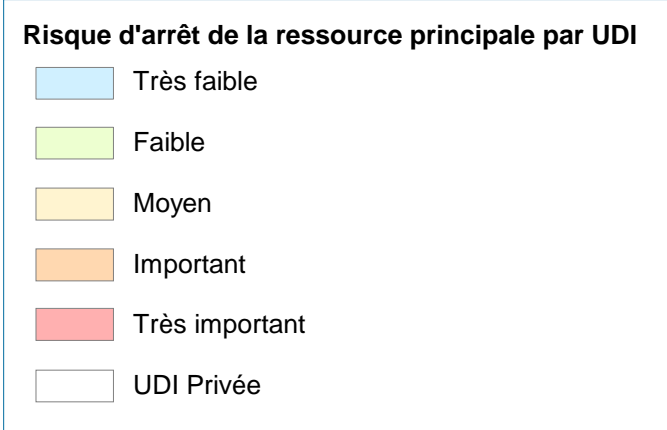 Risque d'arrêt de la ressource principale par UDI
Très faible
Faible
Moyen
Important
Très important
UDI Privée